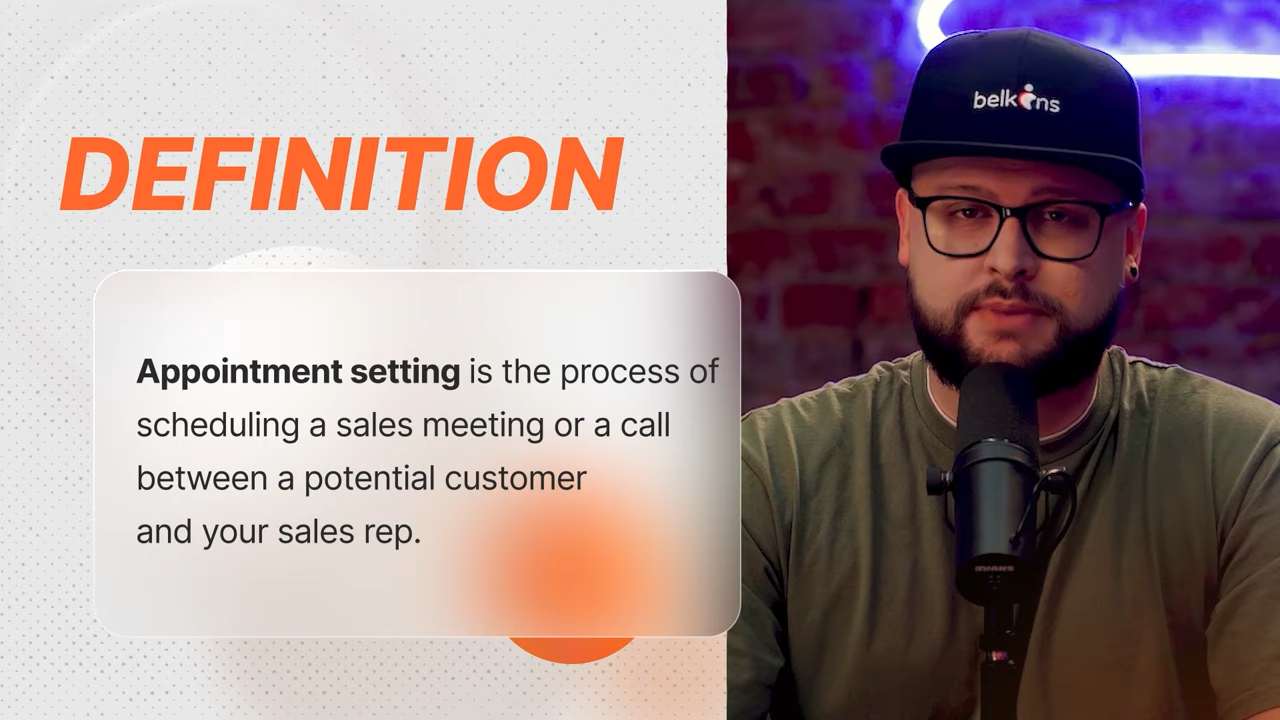 DEFINITION
Appointment setting is the process of
scheduling a sales meeting or a call
between a potential customer
and your sales rep.
belkins